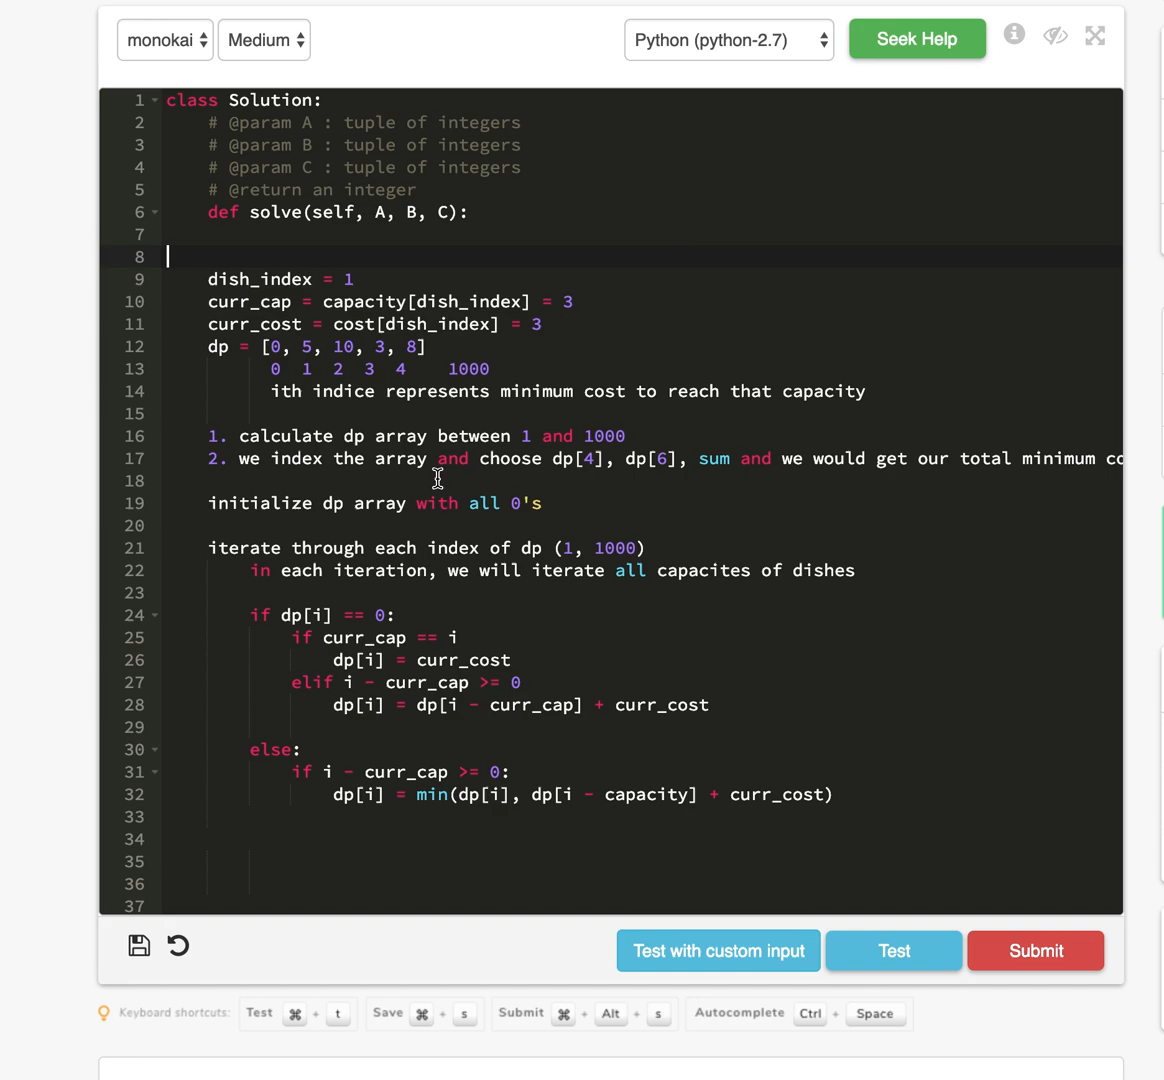 monokai Medium Python (python-2.7) Seek Help
1 class Solution:
2 # @param A : tuple of integers
3 # @param B : tuple of integers
4 # @param C : tuple of integers
5 # @return an integer
6 def solve(self, A, B, C):
7
8
9 dish_index = 1
10 curr_cap = capacity[dish_index] = 3
11 curr_cost = cost[dish_index] = 3
12 dp = [0, 5, 10, 3, 8]
13 0 1 2 3 4 1000
14 ith indice represents minimum cost to reach that capacity
15
16 1. calculate dp array between 1 and 1000
17 2. we index the array and choose dp[4], dp[6], sum and we would get our total minimum
18
19 initialize dp array with all 0's
20
21 iterate through each index of dp (1, 1000)
22 in each iteration, we will iterate all capacites of dishes
23
24 if dp[i] == 0:
25 if curr_cap == i
26 dp[i] = curr_cost
27 elif i - curr_cap >= 0
28 dp[i] = dp[i - curr_cap] + curr_cost
29
30 else:
31 if i - curr_cap >= 0:
32 dp[i] = min(dp[i], dp[i - capacity] + curr_cost)
33
34
35
36
37
Test with custom input Test Submit
Keyboard shortcuts: Test ⌘ + t Save ⌘ + s Submit ⌘ + Alt + s Autocomplete Ctrl + Space